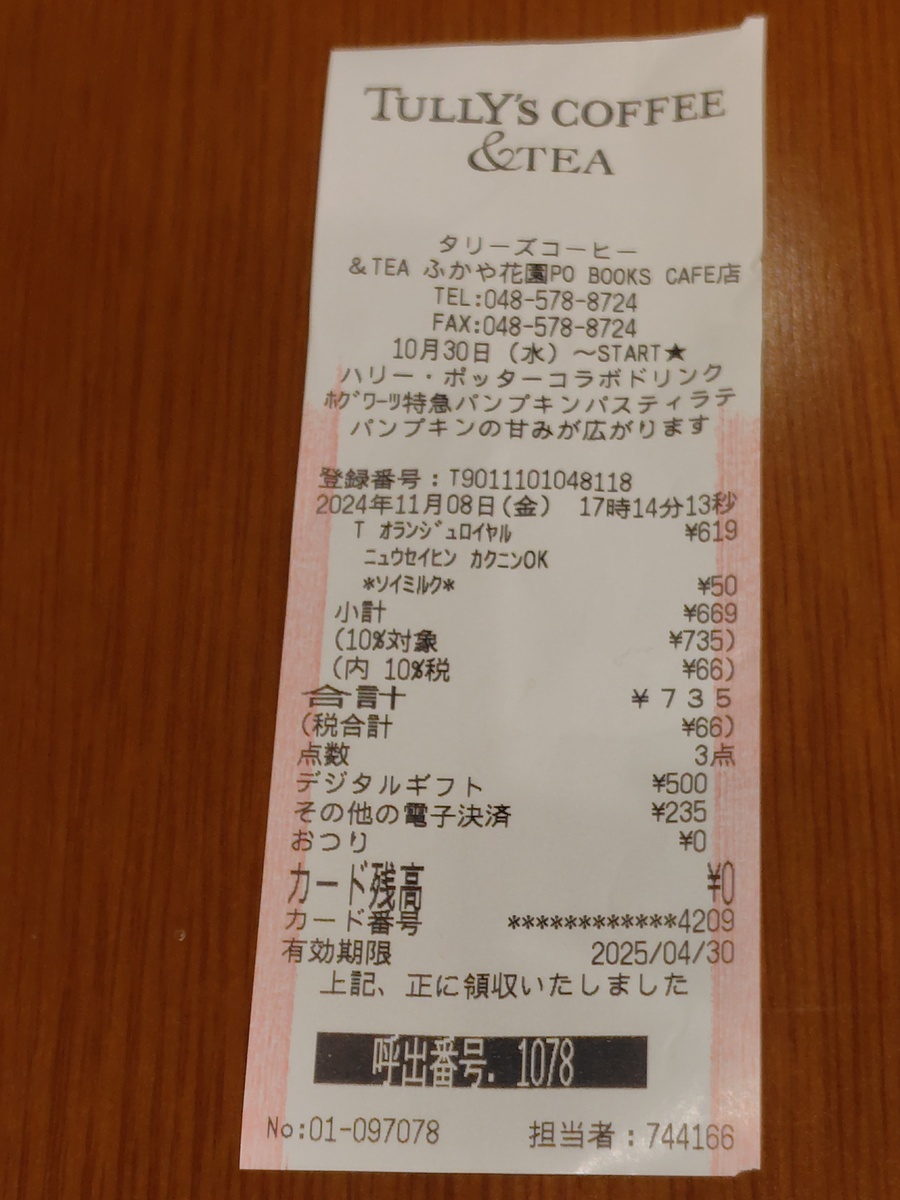 TULLY'S COFFEE
&TEA
タリーズコーヒー
&TEA ふかや花園PO BOOKS CAFE店
TEL:048-578-8724
FAX:048-578-8724
10月30日（水）〜START★
ハリー・ポッターコラボドリンク
ﾎｸﾞﾜｰﾂ特急パンプキンパスティラテ
パンプキンの甘みが広がります
登録番号：T9011101048118
2024年11月08日(金) 17時14分13秒
T ｵﾗﾝｼﾞｭﾛｲﾔﾙ ¥619
ﾆｭｳｾｲﾋﾝ ｶｸﾆﾝOK
*ｿｲﾐﾙｸ* ¥50
小計 ¥669
(10%対象 ¥735)
(内 10%税 ¥66)
合計 ¥735
(税合計 ¥66)
点数 3点
デジタルギフト ¥500
その他の電子決済 ¥235
おつり ¥0
カード残高 ¥0
カード番号 ************4209
有効期限 2025/04/30
上記、正に領収いたしました
呼出番号. 1078
No:01-097078 担当者：744166